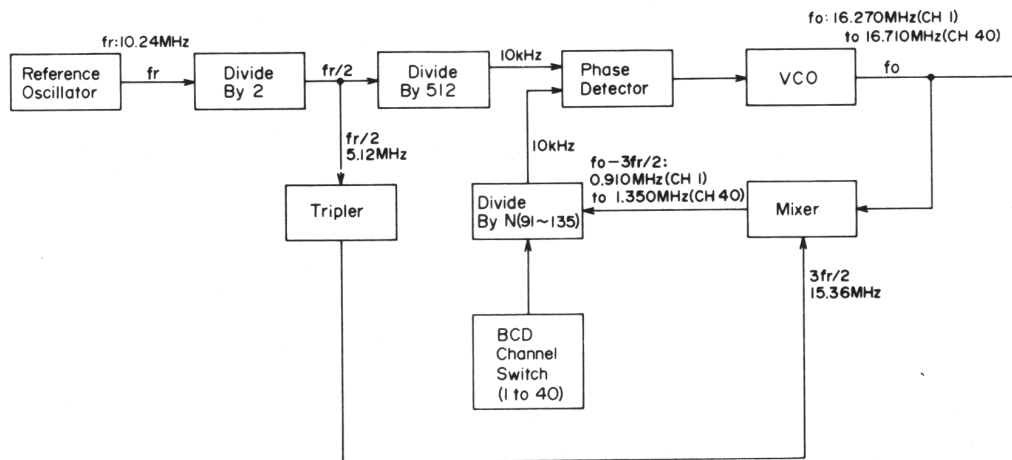 fo: 16.270MHz(CH 1)
to 16.710MHz(CH 40)
fr:10.24MHz
Reference
Oscillator
fr
Divide
By 2
fr/2
Divide
By 512
10kHz
Phase
Detector
VCO
fo
fr/2
5.12MHz
10kHz
fo-3fr/2:
0.910MHz(CH 1)
to 1.350MHz(CH 40)
Tripler
Divide
By N(91~135)
Mixer
3fr/2
15.36MHz
BCD
Channel
Switch
(1 to 40)